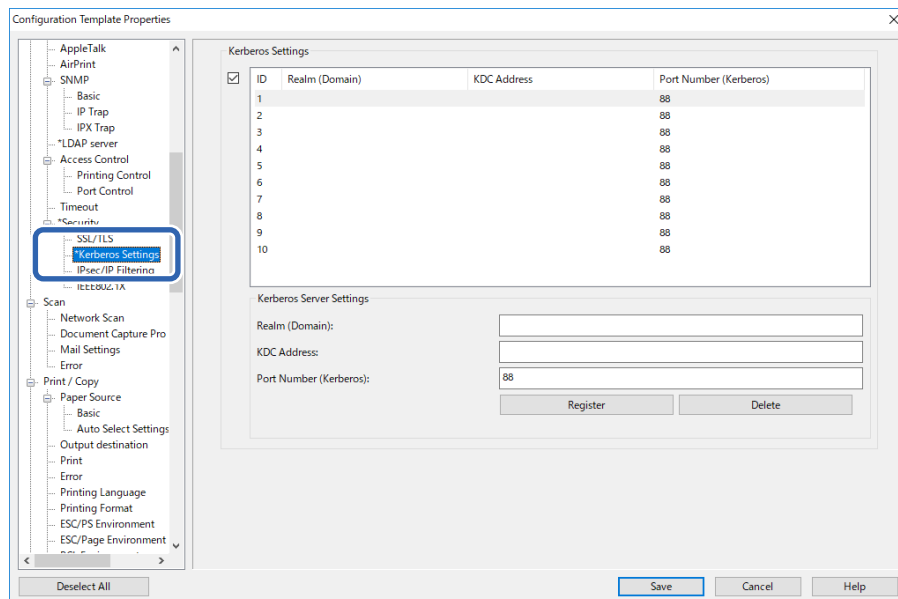 Configuration Template Properties
AppleTalk
AirPrint
SNMP
Basic
IP Trap
IPX Trap
*LDAP server
Access Control
Printing Control
Port Control
Timeout
*Security
SSL/TLS
*Kerberos Settings
IPsec/IP Filtering
IEEE802.1X
Scan
Network Scan
Document Capture Pro
Mail Settings
Error
Print / Copy
Paper Source
Basic
Auto Select Settings
Output destination
Print
Error
Printing Language
Printing Format
ESC/PS Environment
ESC/Page Environment
Kerberos Settings
ID Realm (Domain) KDC Address Port Number (Kerberos)
1 88
2 88
3 88
4 88
5 88
6 88
7 88
8 88
9 88
10 88
Kerberos Server Settings
Realm (Domain):
KDC Address:
Port Number (Kerberos): 88
Register Delete
Deselect All Save Cancel Help